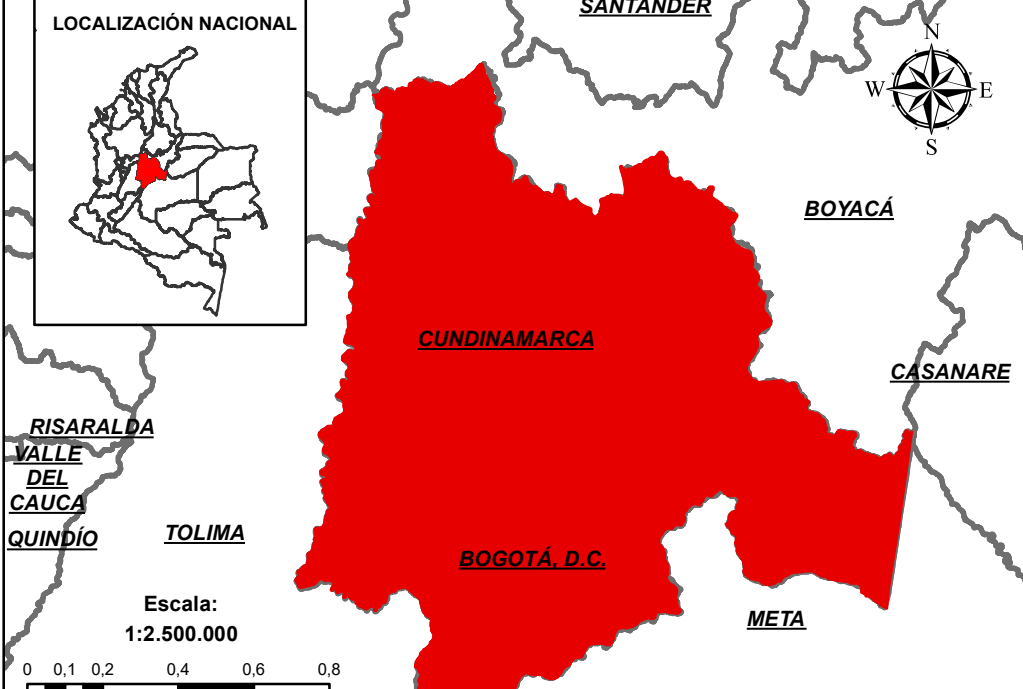 SANTANDER
LOCALIZACIÓN NACIONAL
N
W
E
S
BOYACÁ
CUNDINAMARCA
CASANARE
RISARALDA
VALLE
DEL
CAUCA
QUINDÍO
TOLIMA
BOGOTÁ, D.C.
Escala:
1:2.500.000
META
0 0,1 0,2 0,4 0,6 0,8